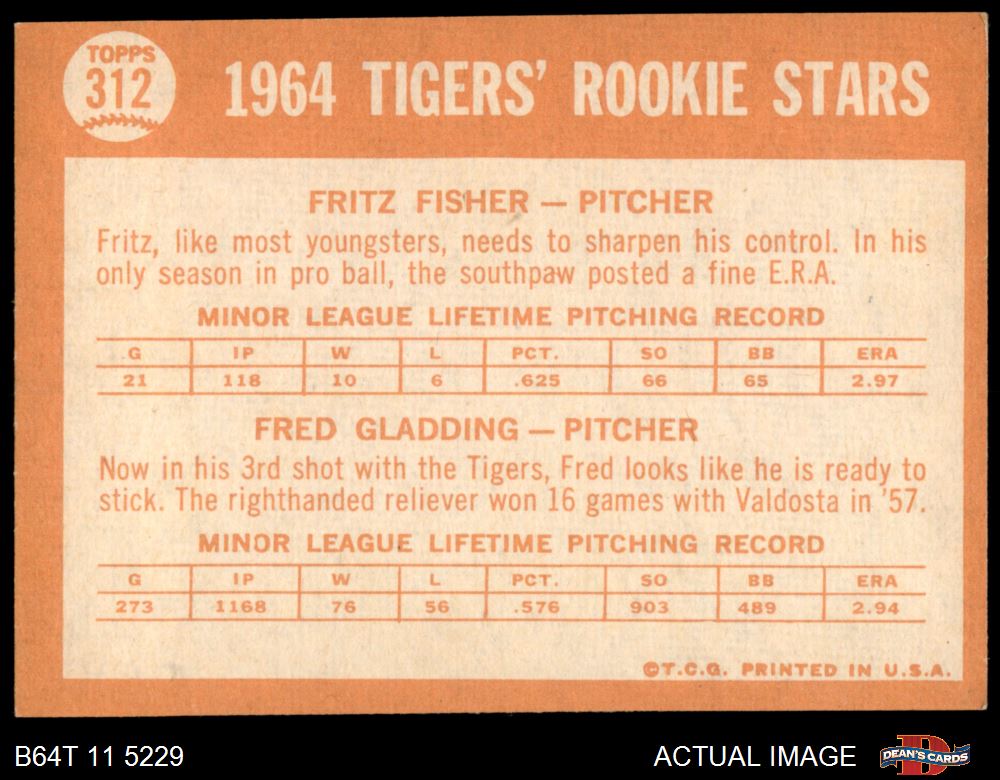 TOPPS
312
1964 TIGERS' ROOKIE STARS
FRITZ FISHER — PITCHER
Fritz, like most youngsters, needs to sharpen his control. In his
only season in pro ball, the southpaw posted a fine E.R.A.
MINOR LEAGUE LIFETIME PITCHING RECORD
G IP W L PCT. SO BB ERA
21 118 10 6 .625 66 65 2.97
FRED GLADDING — PITCHER
Now in his 3rd shot with the Tigers, Fred looks like he is ready to
stick. The righthanded reliever won 16 games with Valdosta in '57.
MINOR LEAGUE LIFETIME PITCHING RECORD
G IP W L PCT. SO BB ERA
273 1168 76 56 .576 903 489 2.94
©T.C.G. PRINTED IN U.S.A.
B64T 11 5229
ACTUAL IMAGE
D
DEAN'S CARDS